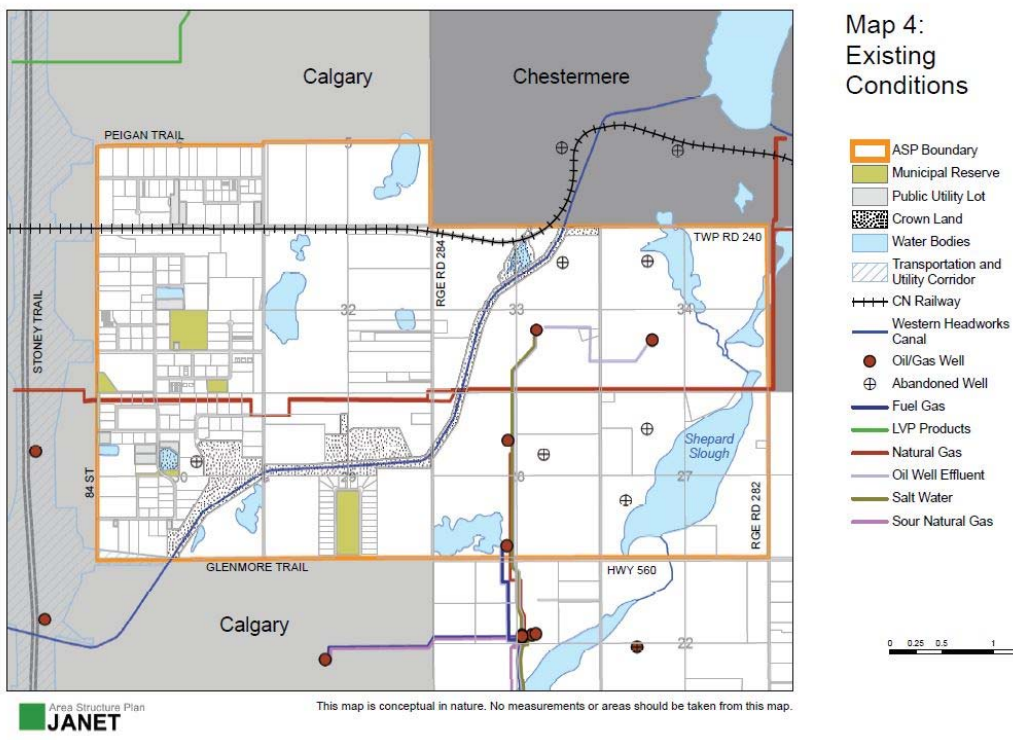 Map 4:
Existing
Conditions
Calgary
Chestermere
PEIGAN TRAIL
5
TWP RD 240
RGE RD 284
STONEY TRAIL
32
33
34
84 ST
Shepard
Slough
30
29
28
27
RGE RD 282
GLENMORE TRAIL
HWY 560
Calgary
22
ASP Boundary
Municipal Reserve
Public Utility Lot
Crown Land
Water Bodies
Transportation and
Utility Corridor
CN Railway
Western Headworks
Canal
Oil/Gas Well
Abandoned Well
Fuel Gas
LVP Products
Natural Gas
Oil Well Effluent
Salt Water
Sour Natural Gas
0 0.25 0.5 1
Area Structure Plan
JANET
This map is conceptual in nature. No measurements or areas should be taken from this map.